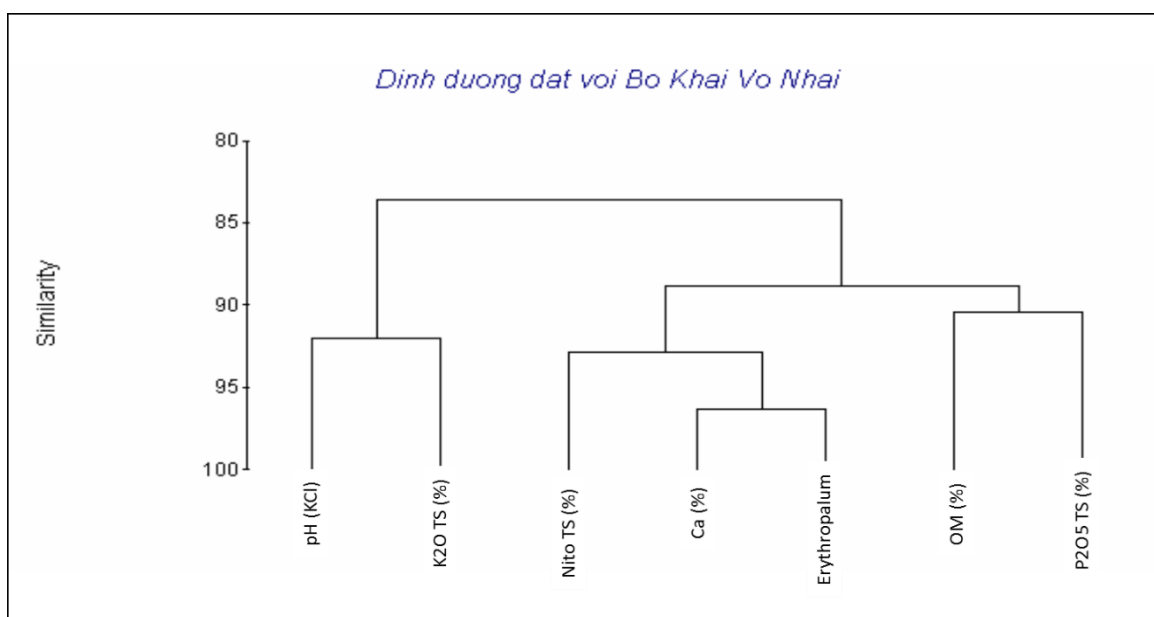 Dinh duong dat voi Bo Khai Vo Nhai
Similarity
80
85
90
95
100
pH (KCl)
K2O TS (%)
Nito TS (%)
Ca (%)
Erythropalum
OM (%)
P2O5 TS (%)